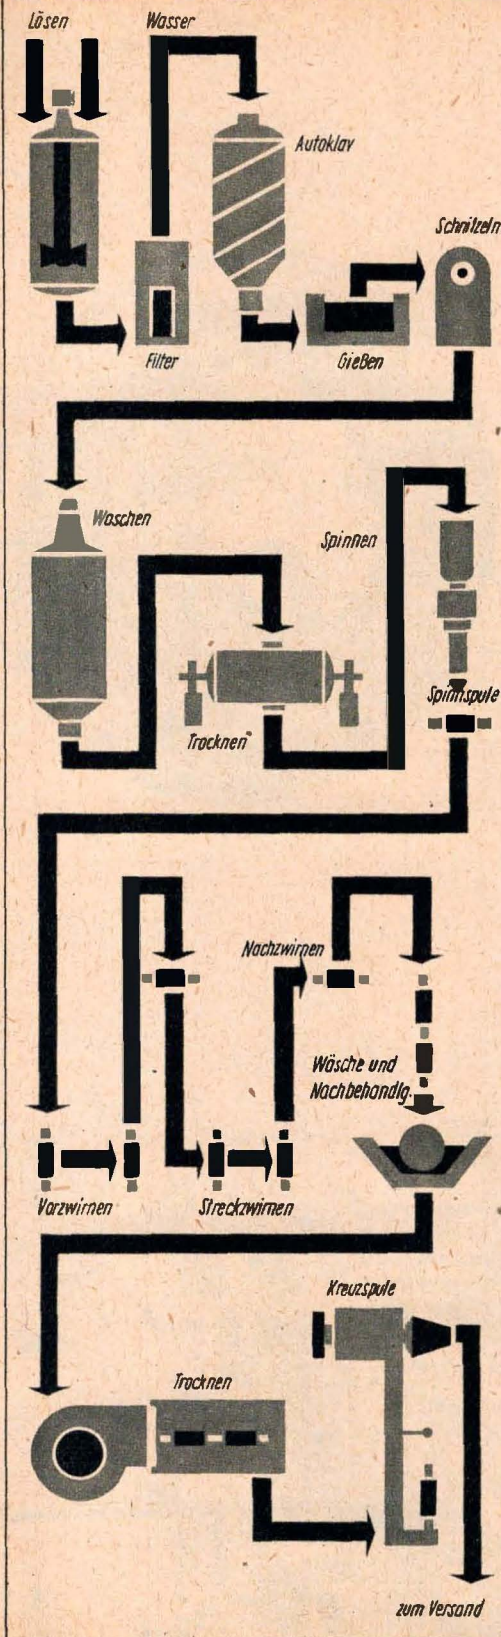 Lösen
Wasser
Autoklav
Schnitzeln
Filter
Gießen
Waschen
Spinnen
Spinnspule
Trocknen
Nachzwirnen
Wäsche und
Nachbehandlg.
Vorzwirnen
Streckzwirnen
Kreuzspule
Trocknen
zum Versand